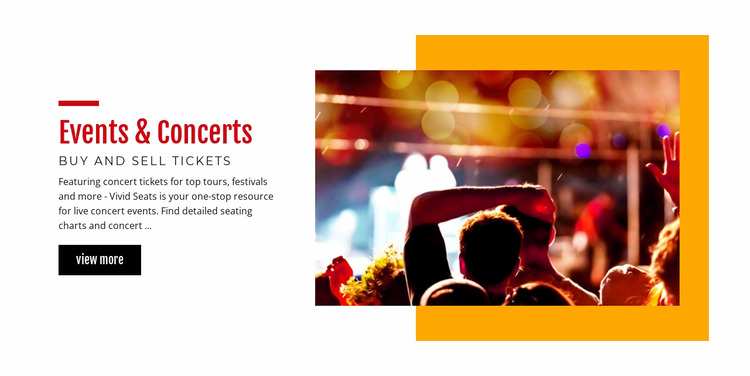 Events & Concerts
BUY AND SELL TICKETS
Featuring concert tickets for top tours, festivals
and more - Vivid Seats is your one-stop resource
for live concert events. Find detailed seating
charts and concert ...
view more